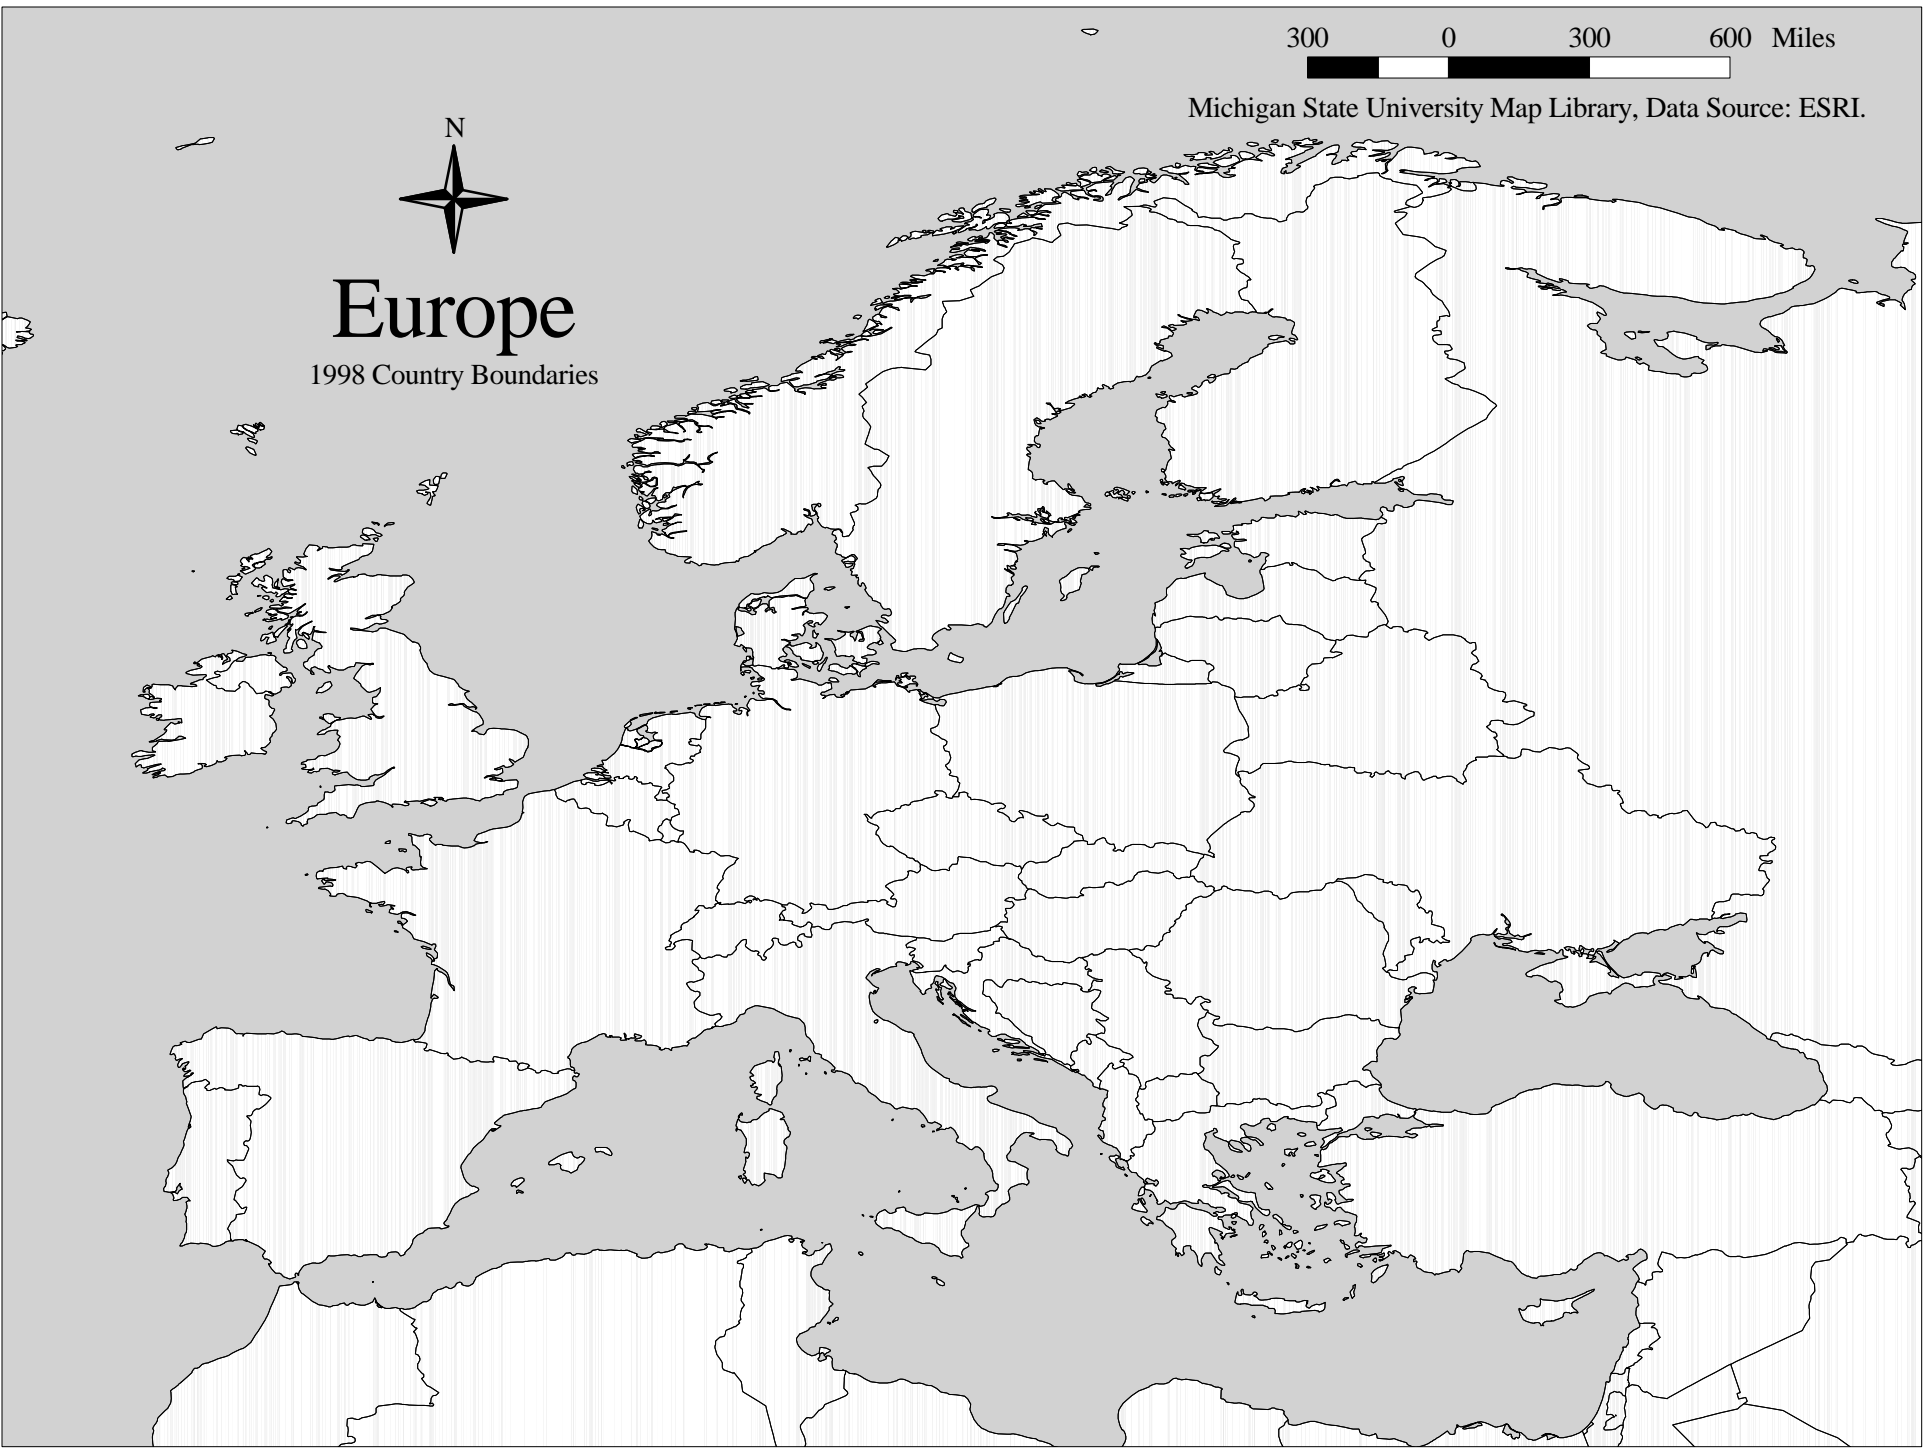 300 0 300 600 Miles
Michigan State University Map Library, Data Source: ESRI.
N
Europe
1998 Country Boundaries